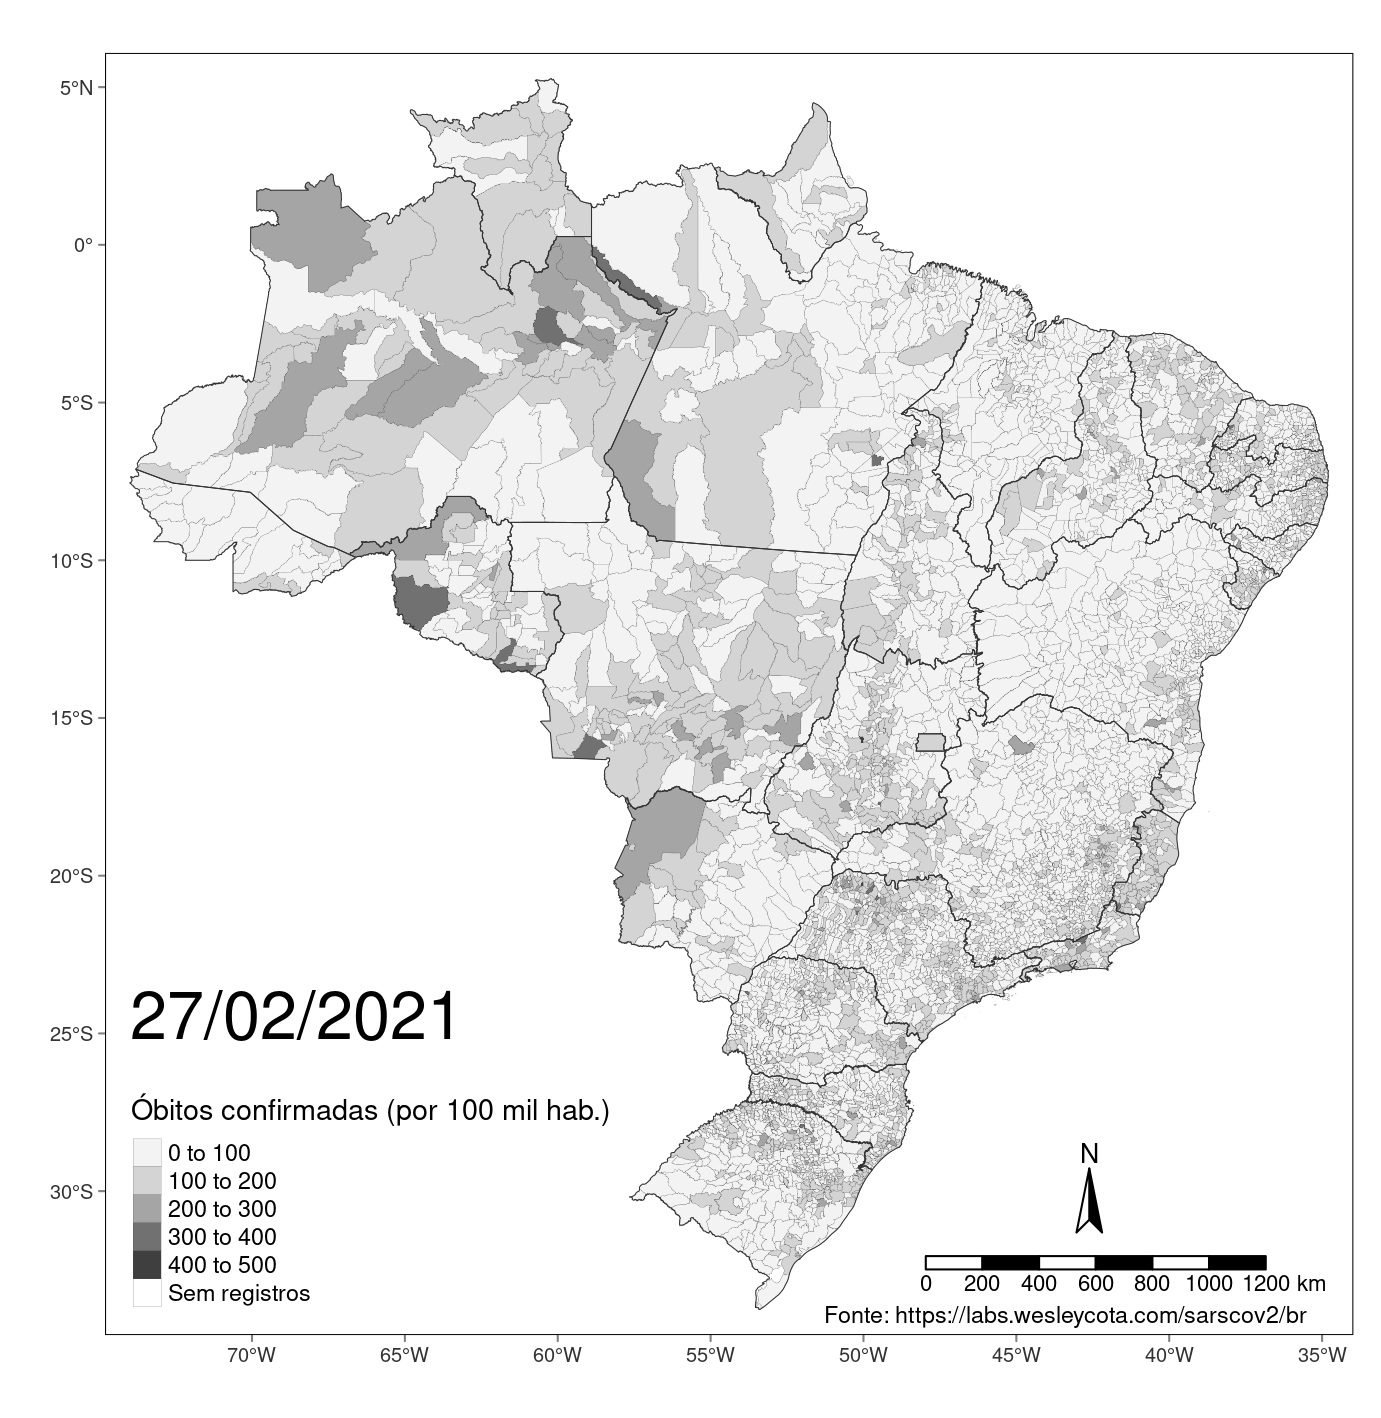 5°N
0°
5°S
10°S
15°S
20°S
25°S
30°S
27/02/2021
Óbitos confirmadas (por 100 mil hab.)
0 to 100
100 to 200
200 to 300
300 to 400
400 to 500
Sem registros
N
0 200 400 600 800 1000 1200 km
Fonte: https://labs.wesleycota.com/sarscov2/br
70°W 65°W 60°W 55°W 50°W 45°W 40°W 35°W